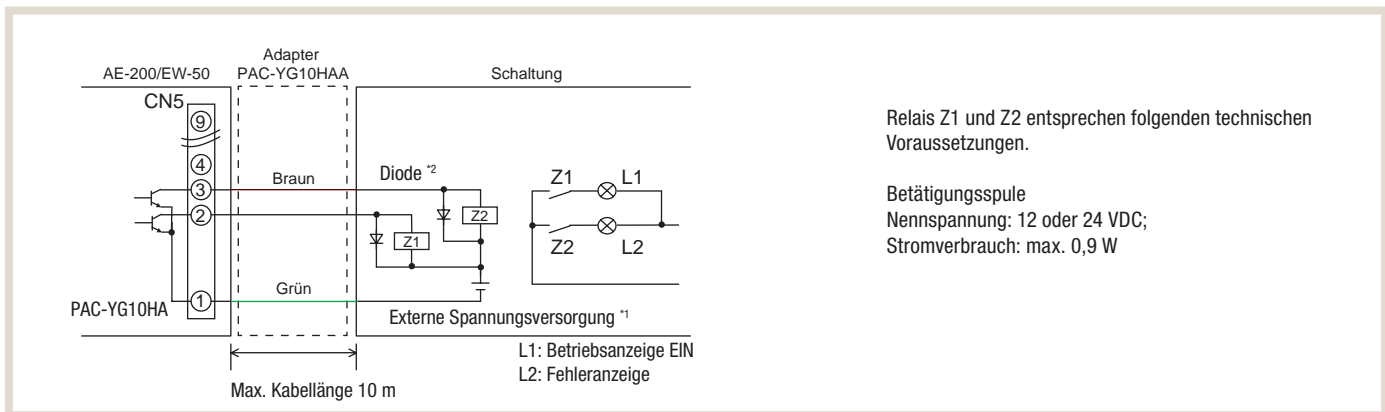 Adapter
AE-200/EW-50 PAC-YG10HAA Schaltung
CN5
9
4
3
2
1
Braun
Diode *2
Z2
Z1
Grün
PAC-YG10HA
Externe Spannungsversorgung *1
Z1 L1
Z2 L2
L1: Betriebsanzeige EIN
L2: Fehleranzeige
Max. Kabellänge 10 m
Relais Z1 und Z2 entsprechen folgenden technischen
Voraussetzungen.
Betätigungsspule
Nennspannung: 12 oder 24 VDC;
Stromverbrauch: max. 0,9 W